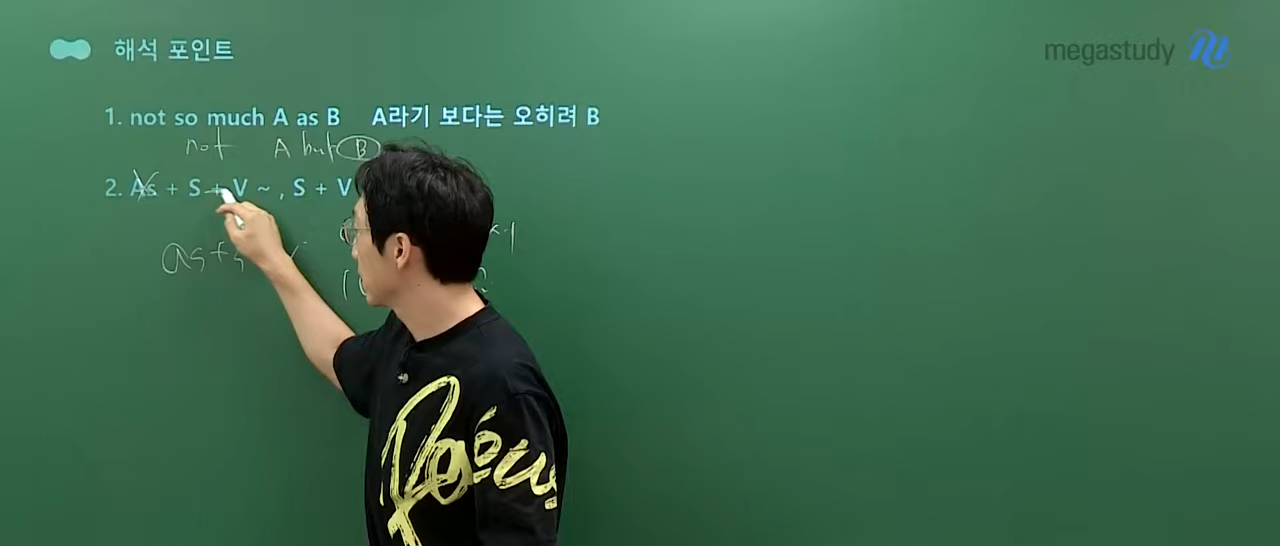 해석 포인트
megastudy
1. not so much A as B A라기 보다는 오히려 B
not A but B
2. As + S + V ~ , S + V
as + s